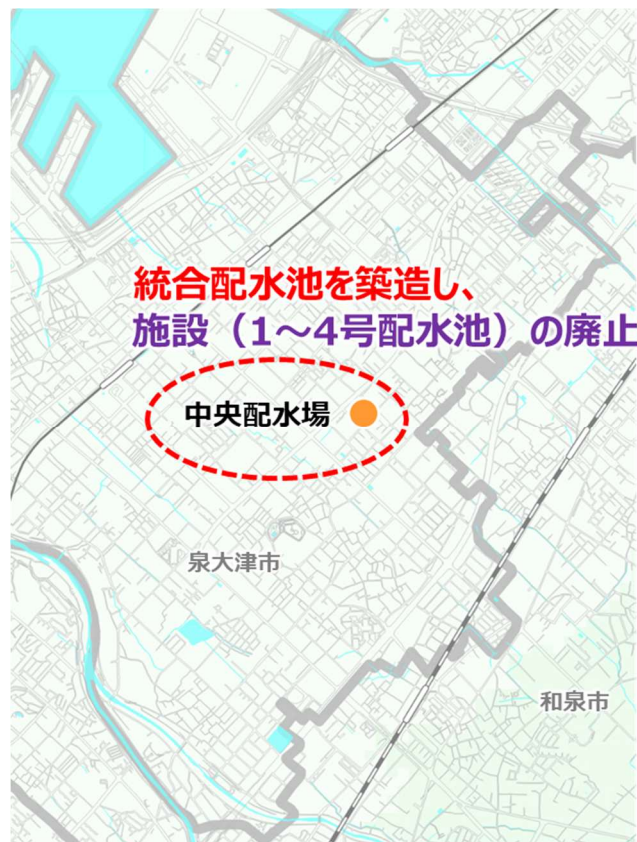 統合配水池を築造し、
施設（1～4号配水池）の廃止
中央配水場
泉大津市
和泉市